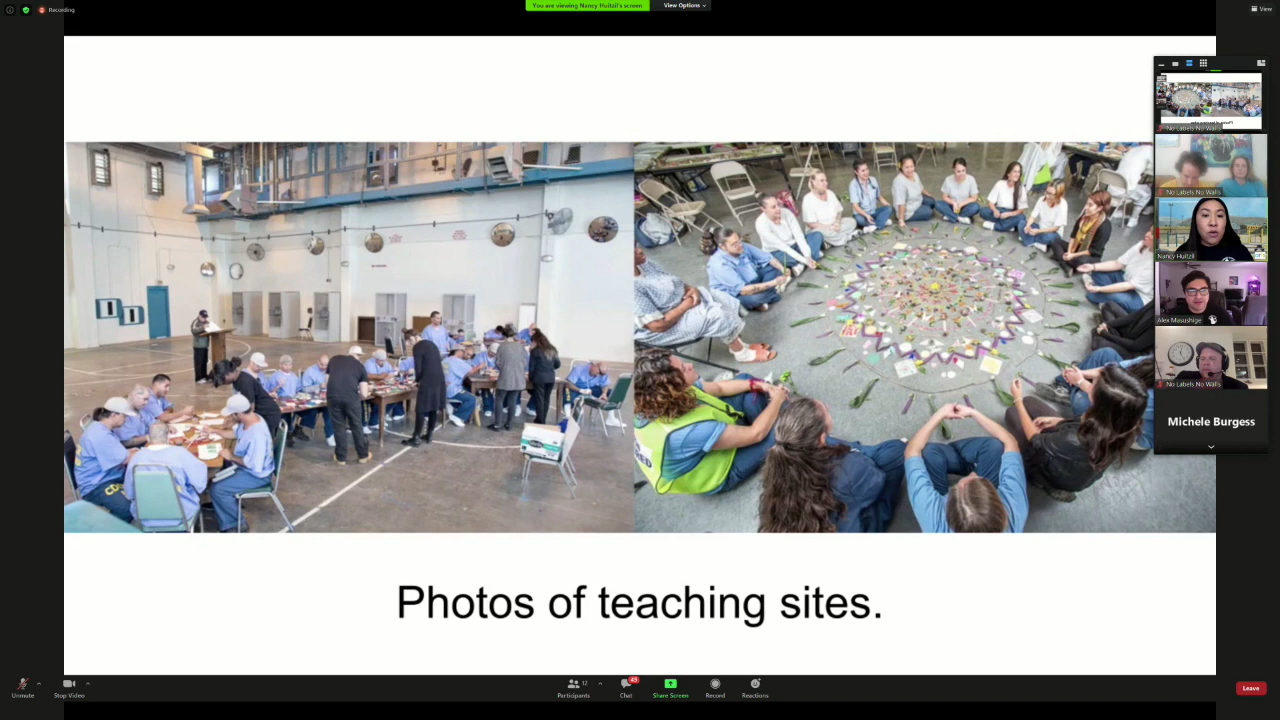 Recording
You are viewing Nancy Huitzil's screen
View Options
View
No Labels No Walls
No Labels No Walls
Nancy Huitzil
Alex Masushige
No Labels No Walls
Michele Burgess
Photos of teaching sites.
Unmute
Stop Video
12
Participants
45
Chat
Share Screen
Record
Reactions
Leave